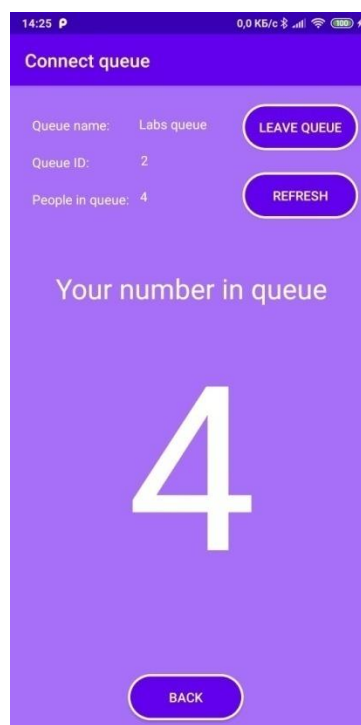 14:25 P 0,0 КБ/с 100
Connect queue
Queue name: Labs queue
LEAVE QUEUE
Queue ID: 2
People in queue: 4
REFRESH
Your number in queue
4
BACK